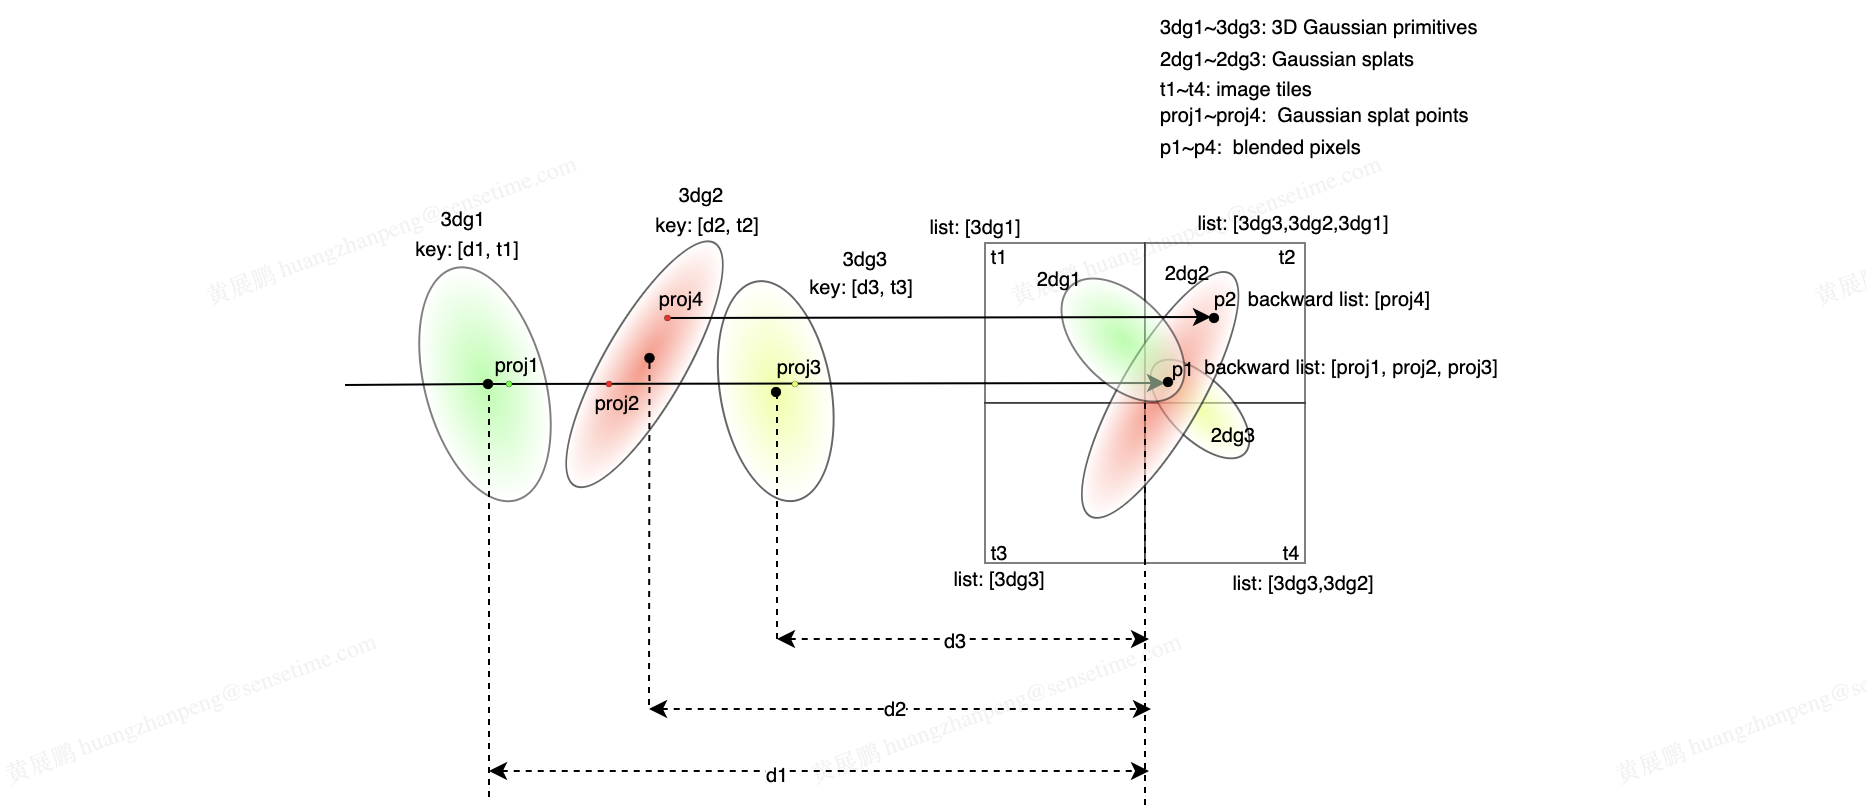 3dg1~3dg3: 3D Gaussian primitives
2dg1~2dg3: Gaussian splats
t1~t4: image tiles
proj1~proj4:  Gaussian splat points
p1~p4:  blended pixels
黄展鹏 huangzhanpeng@sensetime.com
黄展鹏 huangzhanpeng@sensetime.com
黄展鹏
3dg1
key: [d1, t1]
3dg2
key: [d2, t2]
3dg3
key: [d3, t3]
list: [3dg1]
list: [3dg3,3dg2,3dg1]
t1
t2
2dg1
2dg2
proj4
p2
backward list: [proj4]
proj1
proj2
proj3
p1
backward list: [proj1, proj2, proj3]
2dg3
t3
t4
list: [3dg3]
list: [3dg3,3dg2]
d3
d2
d1
黄展鹏 huangzhanpeng@sensetime.com
黄展鹏 huangzhanpeng@sensetime.com
黄展鹏 huangzhanpeng@se